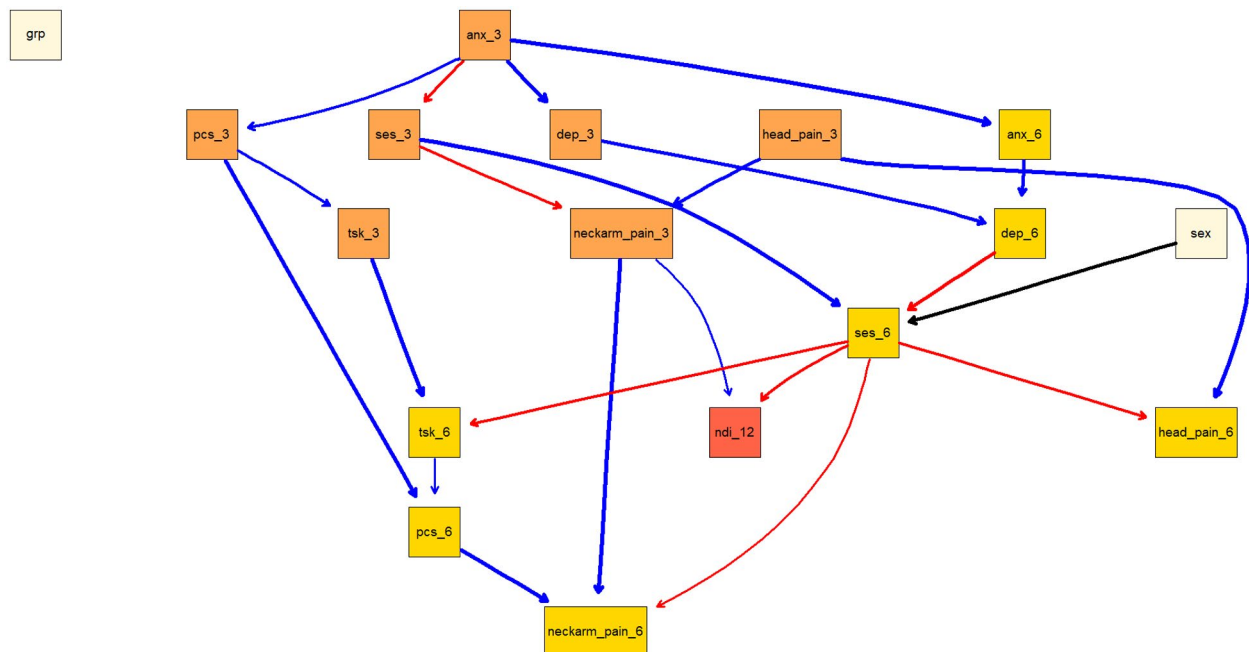 grp
anx_3
pcs_3
ses_3
dep_3
head_pain_3
anx_6
tsk_3
neckarm_pain_3
dep_6
sex
ses_6
tsk_6
ndi_12
head_pain_6
pcs_6
neckarm_pain_6